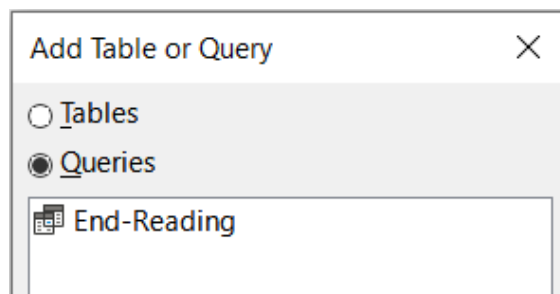 Add Table or Query
Tables
Queries
End-Reading